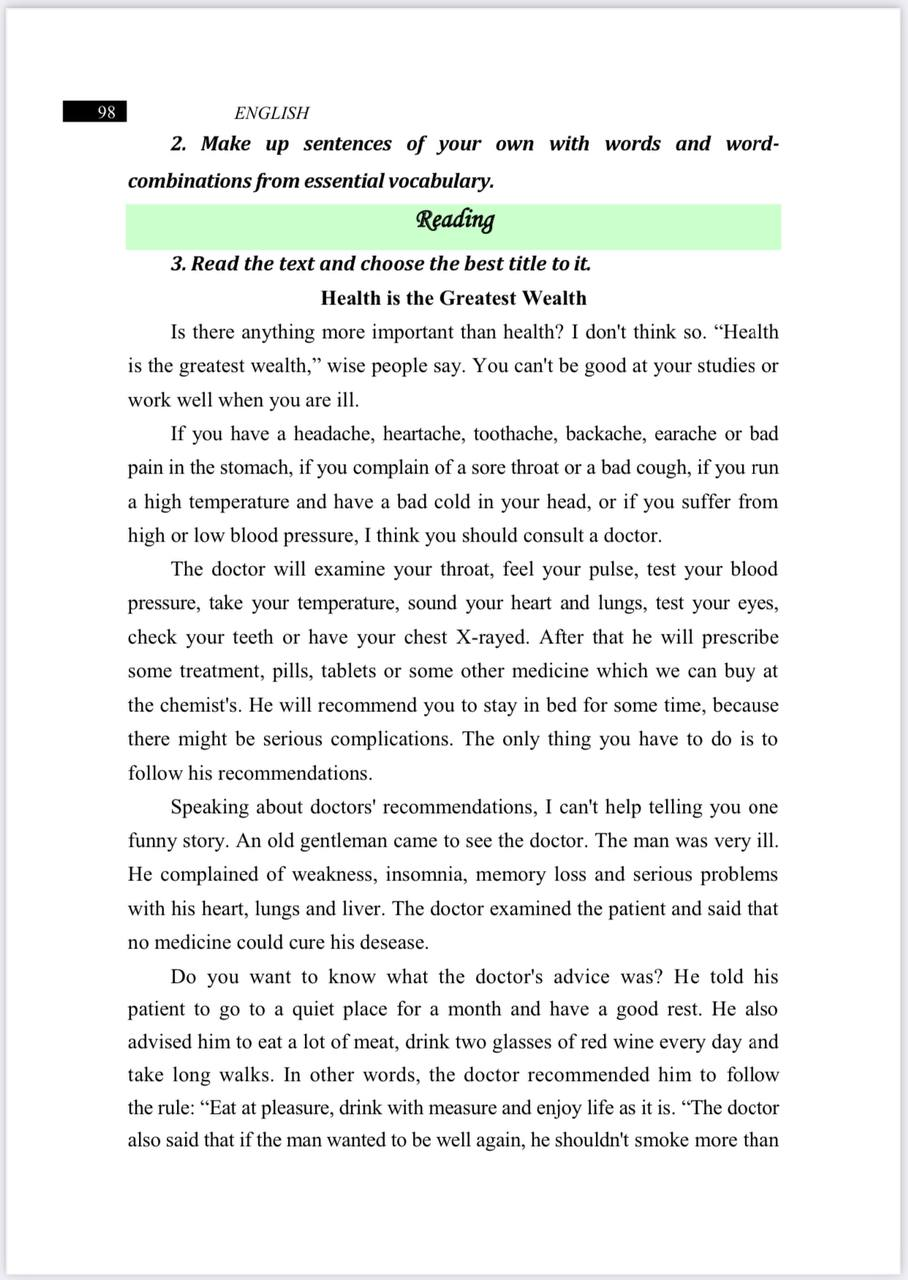 98 ENGLISH
2. Make up sentences of your own with words and word-
combinations from essential vocabulary.
Reading
3. Read the text and choose the best title to it.
Health is the Greatest Wealth
Is there anything more important than health? I don't think so. “Health
is the greatest wealth,” wise people say. You can't be good at your studies or
work well when you are ill.
If you have a headache, heartache, toothache, backache, earache or bad
pain in the stomach, if you complain of a sore throat or a bad cough, if you run
a high temperature and have a bad cold in your head, or if you suffer from
high or low blood pressure, I think you should consult a doctor.
The doctor will examine your throat, feel your pulse, test your blood
pressure, take your temperature, sound your heart and lungs, test your eyes,
check your teeth or have your chest X-rayed. After that he will prescribe
some treatment, pills, tablets or some other medicine which we can buy at
the chemist's. He will recommend you to stay in bed for some time, because
there might be serious complications. The only thing you have to do is to
follow his recommendations.
Speaking about doctors' recommendations, I can't help telling you one
funny story. An old gentleman came to see the doctor. The man was very ill.
He complained of weakness, insomnia, memory loss and serious problems
with his heart, lungs and liver. The doctor examined the patient and said that
no medicine could cure his desease.
Do you want to know what the doctor's advice was? He told his
patient to go to a quiet place for a month and have a good rest. He also
advised him to eat a lot of meat, drink two glasses of red wine every day and
take long walks. In other words, the doctor recommended him to follow
the rule: “Eat at pleasure, drink with measure and enjoy life as it is. “The doctor
also said that if the man wanted to be well again, he shouldn't smoke more than